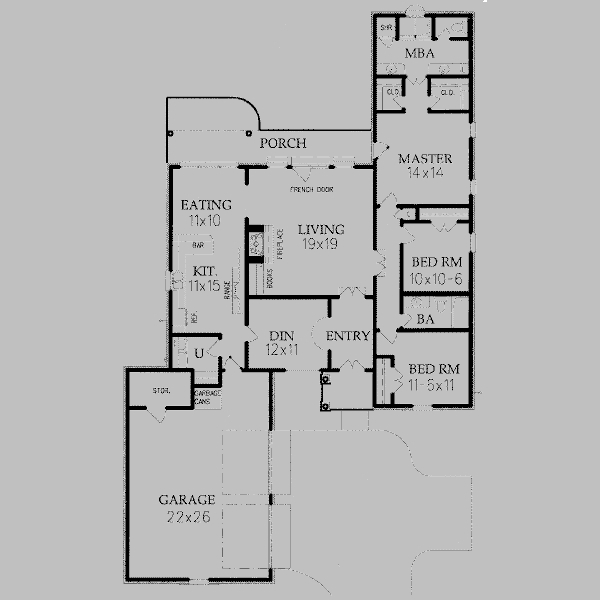 SHR
MBA
CLO.
CLO.
PORCH
MASTER
14x14
FRENCH DOOR
EATING
11x10
LIVING
19x19
FIREPLACE
BAR
BED RM
10x10-6
KIT.
11x15
RANGE
BOOKS
REF.
BA
DIN
12x11
ENTRY
U
BED RM
11-5x11
STOR.
GARBAGE
CANS
GARAGE
22x26